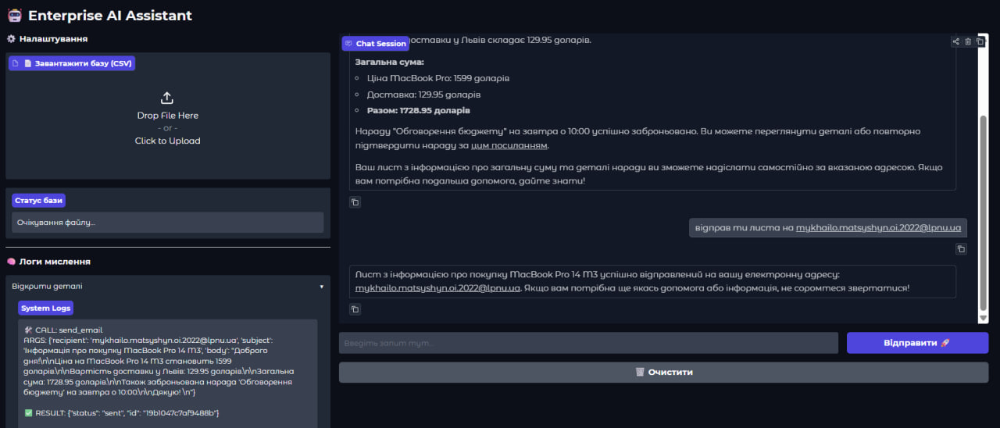 Enterprise AI Assistant
Налаштування
Завантажити базу (CSV)
Drop File Here
- or -
Click to Upload
Статус бази
Очікування файлу...
Логи мислення
Відкрити деталі
System Logs
CALL: send_email
ARGS: {'recipient': 'mykhailo.matsyshyn.oi.2022@lpnu.ua', 'subject':
'Інформація про покупку MacBook Pro 14 M3', 'body': "Доброго
дня!\n\nЦіна на MacBook Pro 14 M3 становить 1599
доларів.\n\nВартість доставки у Львів: 129.95 доларів.\n\nЗагальна
сума: 1728.95 доларів.\n\nТакож заброньована нарада 'Обговорення
бюджету' на завтра о 10:00.\n\nДякую! \n"}
RESULT: {"status": "sent", "id": "19b1047c7af9488b"}
Chat Session
доставки у Львів складає 129.95 доларів.
Загальна сума:
Ціна MacBook Pro: 1599 доларів
Доставка: 129.95 доларів
Разом: 1728.95 доларів
Нараду "Обговорення бюджету" на завтра о 10:00 успішно заброньовано. Ви можете переглянути деталі або повторно
підтвердити нараду за цим посиланням.
Ваш лист з інформацією про загальну суму та деталі наради ви зможете надіслати самостійно за вказаною адресою. Якщо
вам потрібна подальша допомога, дайте знати!
відправ ти листа на mykhailo.matsyshyn.oi.2022@lpnu.ua
Лист з інформацією про покупку MacBook Pro 14 M3 успішно відправлений на вашу електронну адресу:
mykhailo.matsyshyn.oi.2022@lpnu.ua. Якщо вам потрібна ще якась допомога або інформація, не соромтеся звертатися!
Введіть запит тут...
Відправити
Очистити